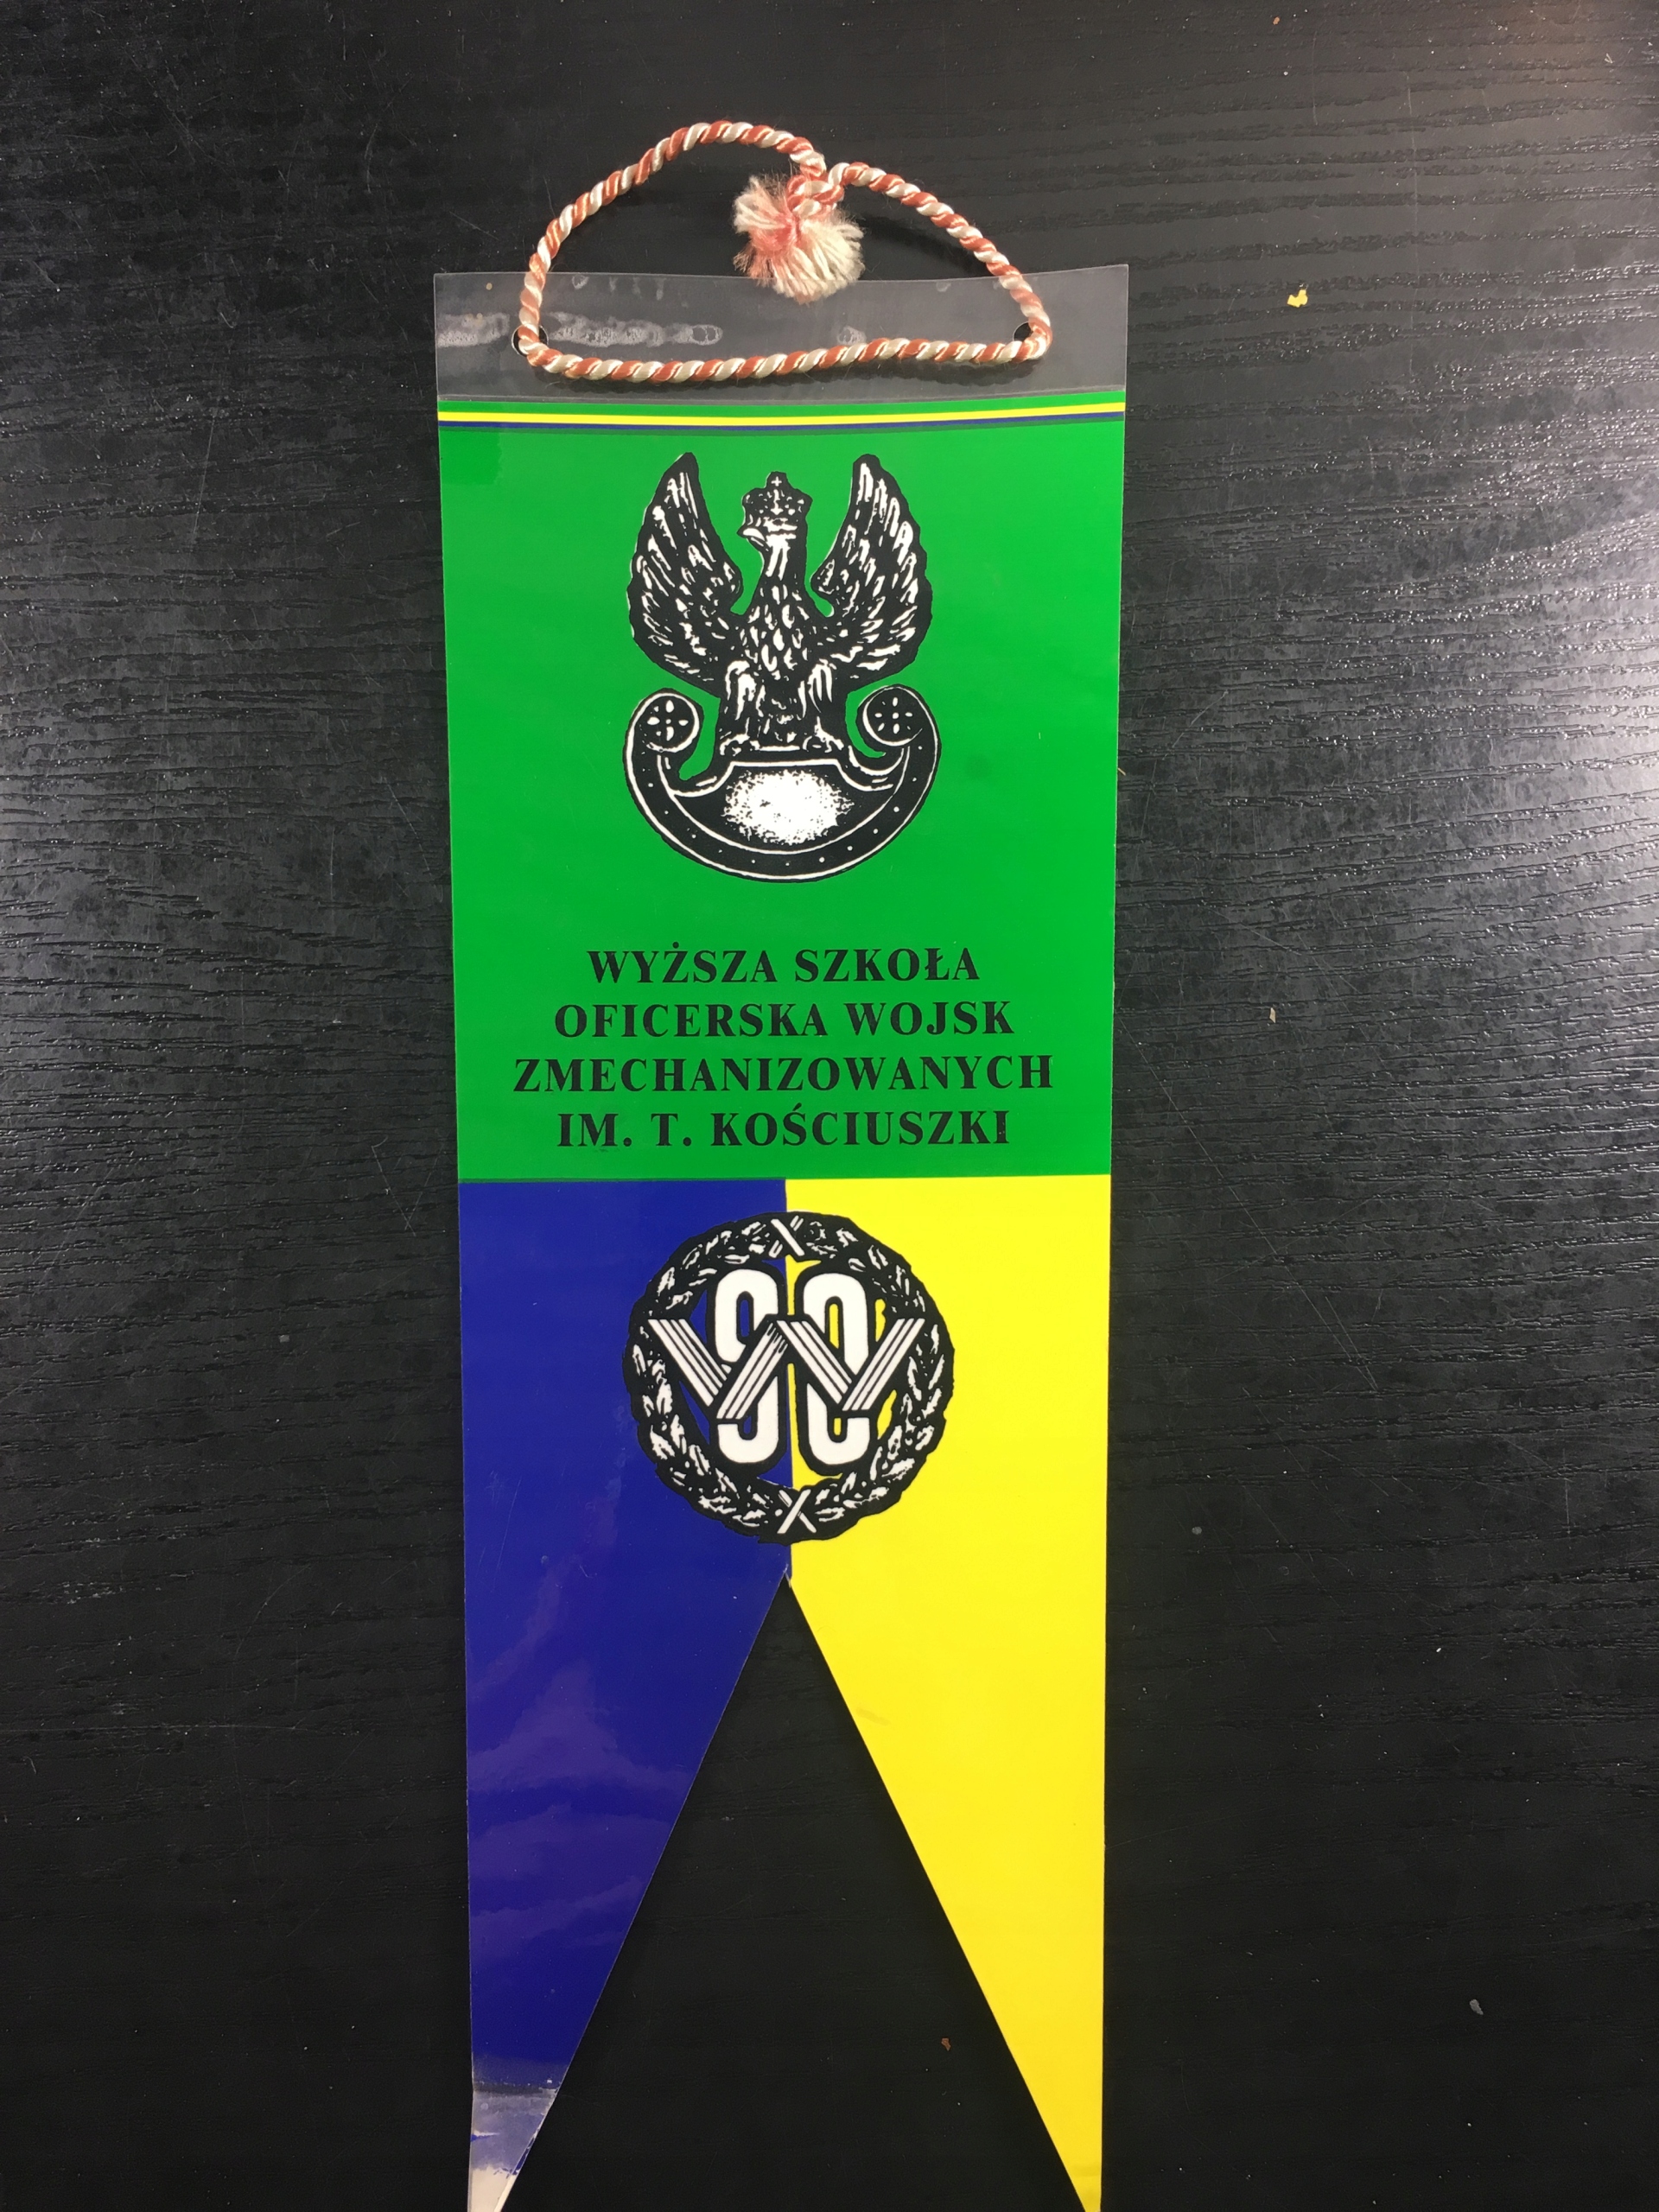 WYŻSZA SZKOŁA
OFICERSKA WOJSK
ZMECHANIZOWANYCH
IM. T. KOŚCIUSZKI